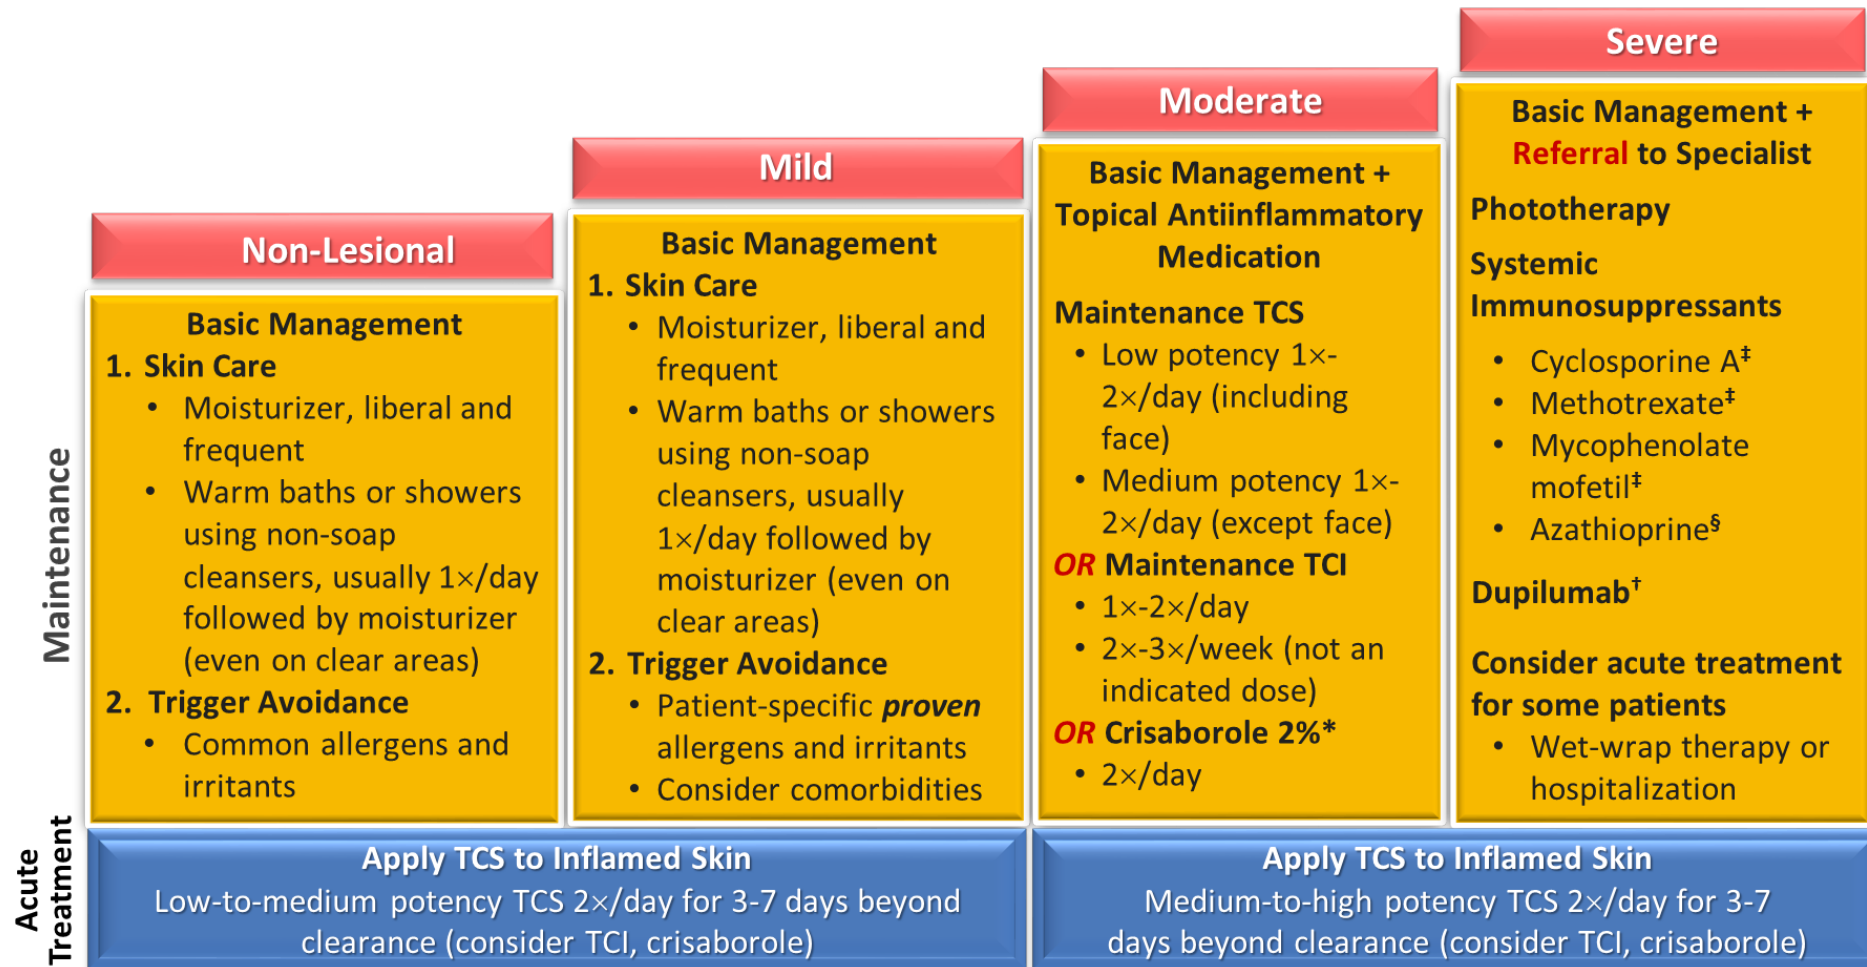 Non-Lesional
Basic Management
1. Skin Care
• Moisturizer, liberal and
frequent
• Warm baths or showers
using non-soap
cleansers, usually 1×/day
followed by moisturizer
(even on clear areas)
2. Trigger Avoidance
• Common allergens and
irritants
Mild
Basic Management
1. Skin Care
• Moisturizer, liberal and
frequent
• Warm baths or showers
using non-soap
cleansers, usually
1×/day followed by
moisturizer (even on
clear areas)
2. Trigger Avoidance
• Patient-specific proven
allergens and irritants
• Consider comorbidities
Moderate
Basic Management +
Topical Antiinflammatory
Medication
Maintenance TCS
• Low potency 1×-
2×/day (including
face)
• Medium potency 1×-
2×/day (except face)
OR Maintenance TCI
• 1×-2×/day
• 2×-3×/week (not an
indicated dose)
OR Crisaborole 2%*
• 2×/day
Severe
Basic Management +
Referral to Specialist
Phototherapy
Systemic
Immunosuppressants
• Cyclosporine A‡
• Methotrexate‡
• Mycophenolate
mofetil‡
• Azathioprine§
Dupilumab†
Consider acute treatment
for some patients
• Wet-wrap therapy or
hospitalization
Maintenance
Acute
Treatment
Apply TCS to Inflamed Skin
Low-to-medium potency TCS 2×/day for 3-7 days beyond
clearance (consider TCI, crisaborole)
Apply TCS to Inflamed Skin
Medium-to-high potency TCS 2×/day for 3-7
days beyond clearance (consider TCI, crisaborole)